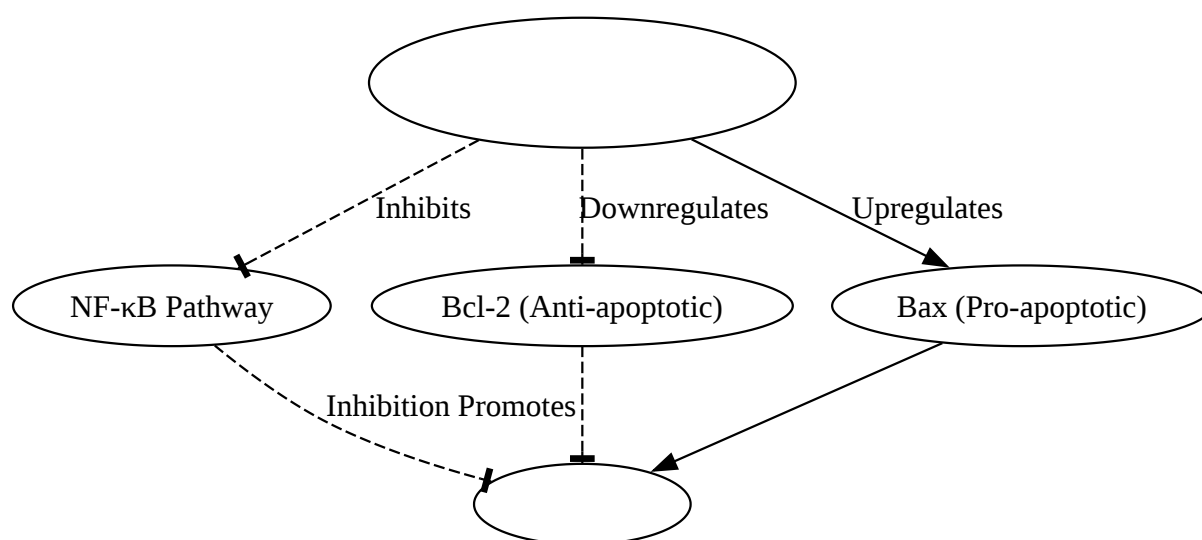 Inhibits
Downregulates
Upregulates
NF-κB Pathway
Bcl-2 (Anti-apoptotic)
Bax (Pro-apoptotic)
Inhibition Promotes